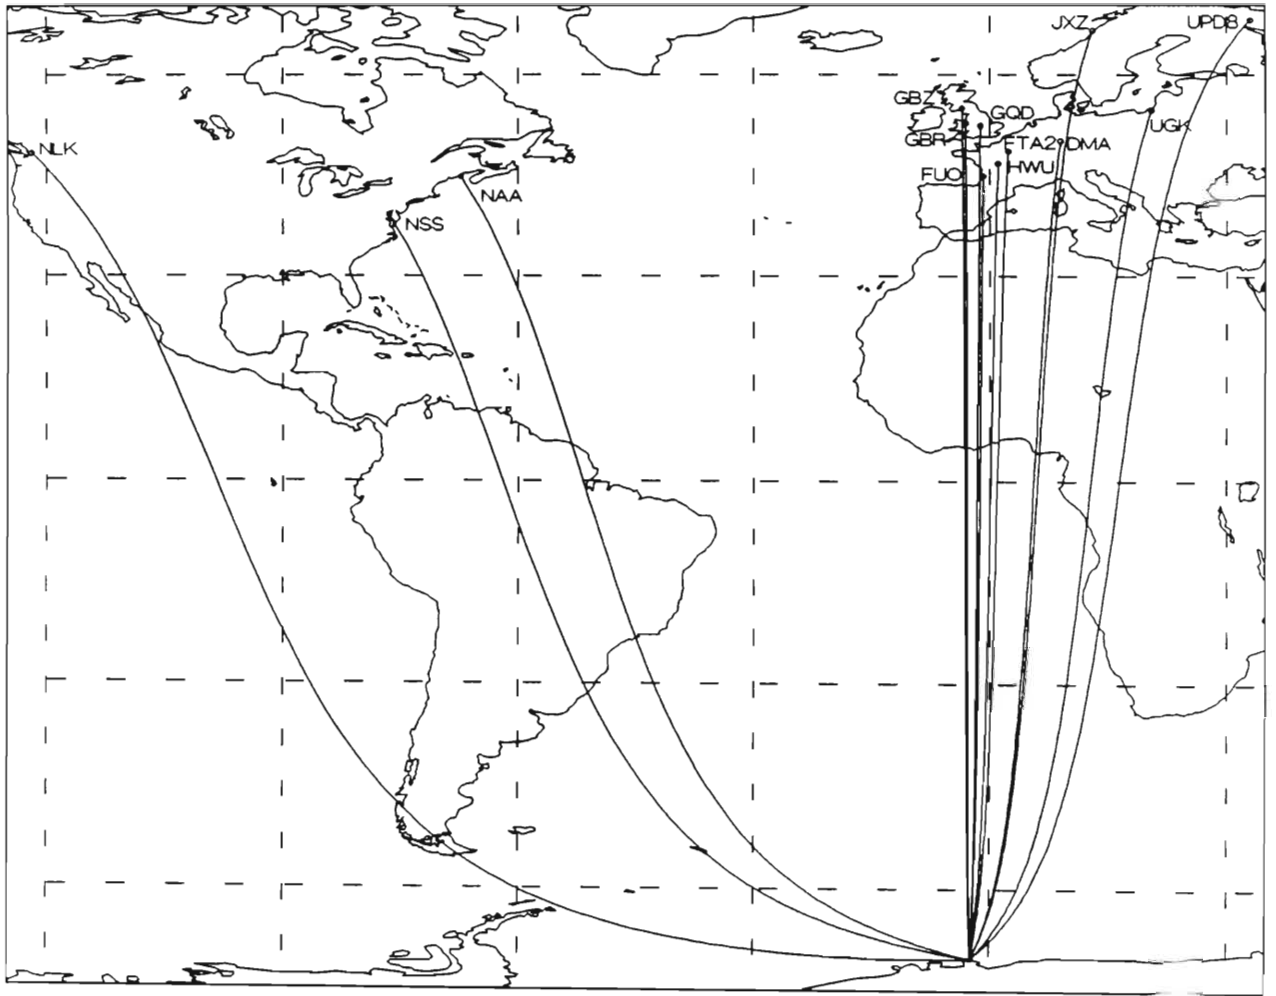 JXZ
UPD8
GBZ
GQD
UGK
GBR
FTA2
DMA
NLK
HWU
FUO
NAA
NSS